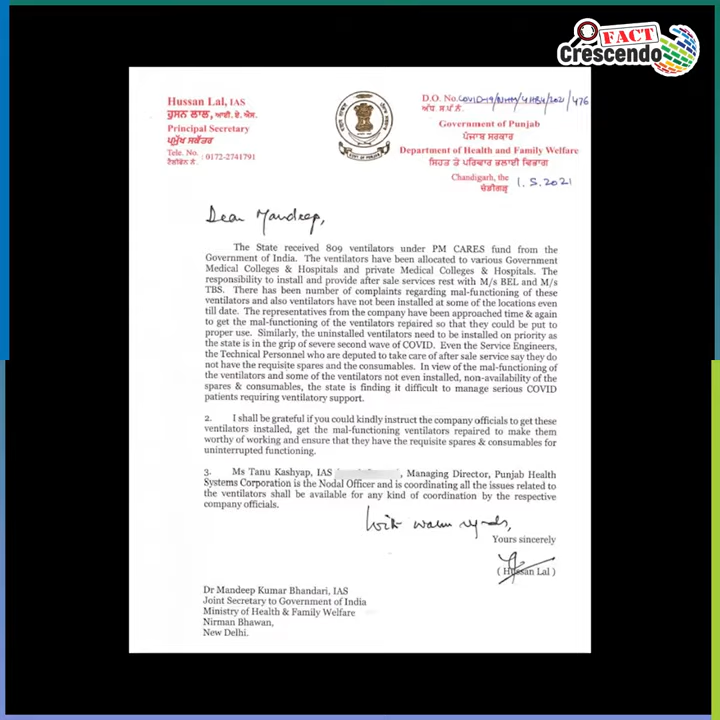 FACT
Crescendo
Hussan Lal, IAS
ਹੁਸਨ ਲਾਲ, ਆਈ.ਏ.ਐਸ.
Principal Secretary
ਪ੍ਰਮੁੱਖ ਸਕੱਤਰ
Tele. No. : 0172-2741791
ਟੈਲੀਫੋਨ ਨੰ.
GOVT. OF PUNJAB
D.O. No. COVID-19/NHM/4HB4/2021/476
ਅੱਧ ਸ.ਪੱ ਨੰ.
Government of Punjab
ਪੰਜਾਬ ਸਰਕਾਰ
Department of Health and Family Welfare
ਸਿਹਤ ਤੇ ਪਰਿਵਾਰ ਭਲਾਈ ਵਿਭਾਗ
Chandigarh, the 1.5.2021
ਚੰਡੀਗੜ੍ਹ
Dear Mandeep,
The State received 809 ventilators under PM CARES fund from the
Government of India. The ventilators have been allocated to various Government
Medical Colleges & Hospitals and private Medical Colleges & Hospitals. The
responsibility to install and provide after sale services rest with M/s BEL and M/s
TBS. There has been number of complaints regarding mal-functioning of these
ventilators and also ventilators have not been installed at some of the locations even
till date. The representatives from the company have been approached time & again
to get the mal-functioning of the ventilators repaired so that they could be put to
proper use. Similarly, the uninstalled ventilators need to be installed on priority as
the state is in the grip of severe second wave of COVID. Even the Service Engineers,
the Technical Personnel who are deputed to take care of after sale service say they do
not have the requisite spares and the consumables. In view of the mal-functioning of
the ventilators and some of the ventilators not even installed, non-availability of the
spares & consumables, the state is finding it difficult to manage serious COVID
patients requiring ventilatory support.
2. I shall be grateful if you could kindly instruct the company officials to get these
ventilators installed, get the mal-functioning ventilators repaired to make them
worthy of working and ensure that they have the requisite spares & consumables for
uninterrupted functioning.
3. Ms Tanu Kashyap, IAS , Managing Director, Punjab Health
Systems Corporation is the Nodal Officer and is coordinating all the issues related to
the ventilators shall be available for any kind of coordination by the respective
company officials.
With warm regards,
Yours sincerely
( Hussan Lal )
Dr Mandeep Kumar Bhandari, IAS
Joint Secretary to Government of India
Ministry of Health & Family Welfare
Nirman Bhawan,
New Delhi.